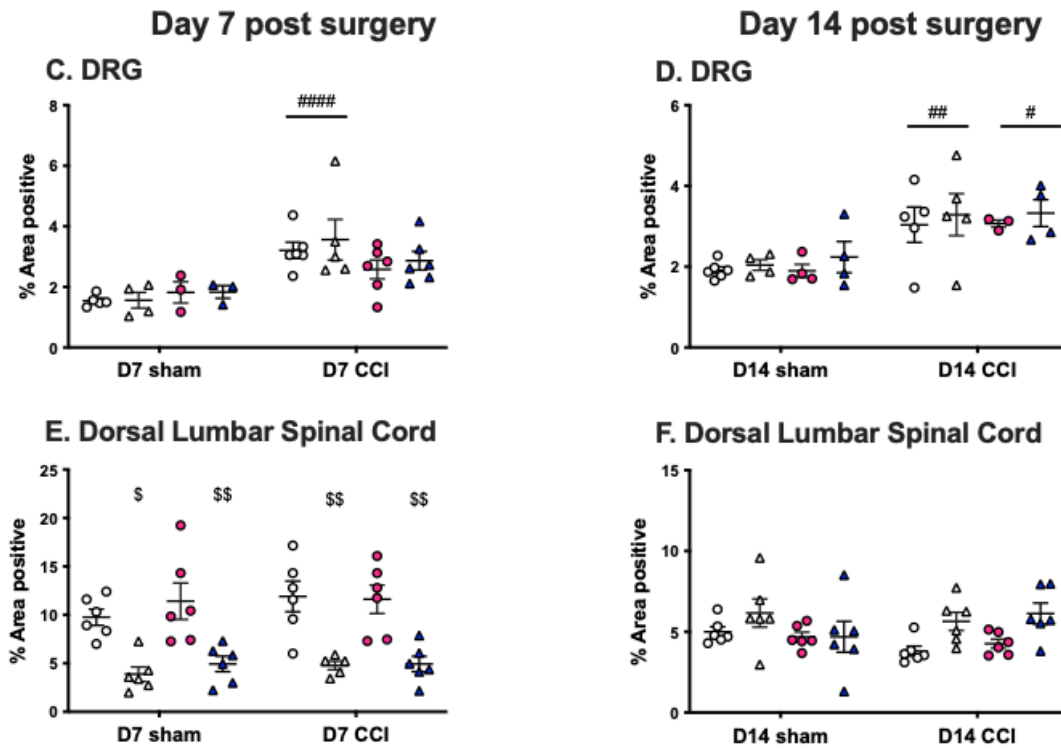 Day 7 post surgery
Day 14 post surgery
C. DRG
8
6
4
2
0
% Area positive
####
D7 sham
D7 CCI
D. DRG
6
4
2
0
% Area positive
##
#
D14 sham
D14 CCI
E. Dorsal Lumbar Spinal Cord
25
20
15
10
5
0
% Area positive
$
$$
$$
$$
D7 sham
D7 CCI
F. Dorsal Lumbar Spinal Cord
15
10
5
0
% Area positive
D14 sham
D14 CCI